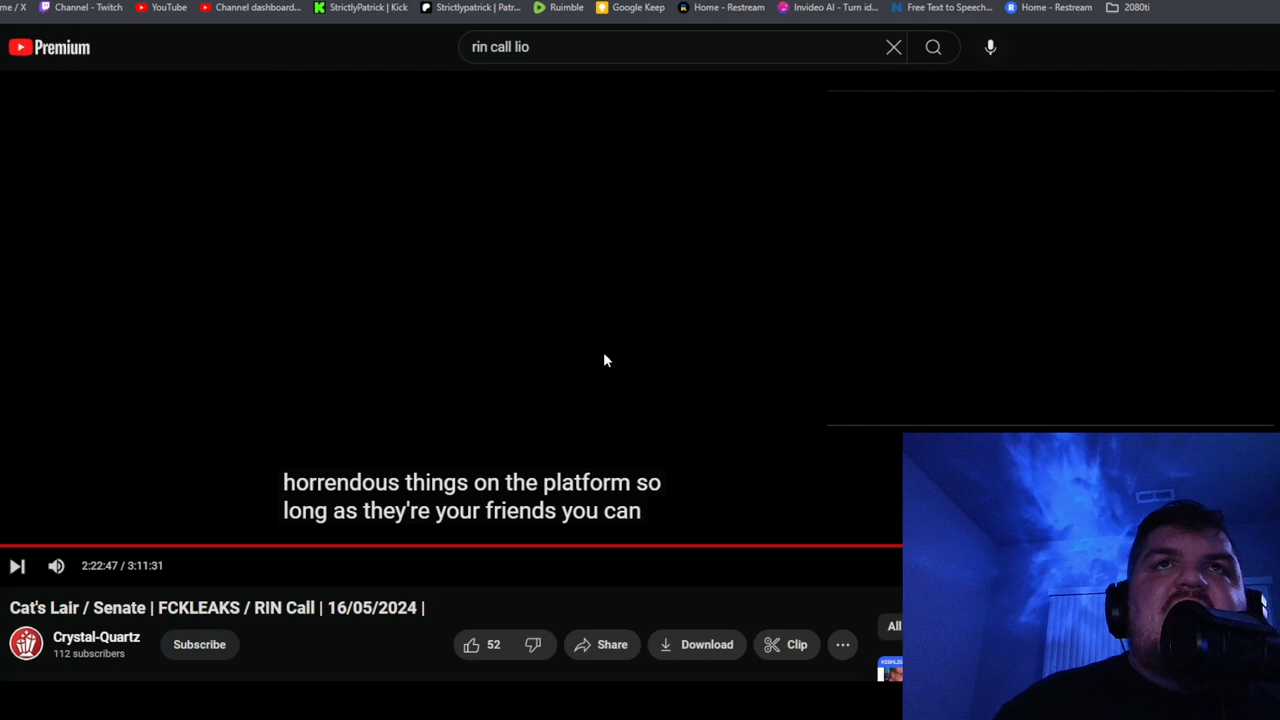 me / X
Channel - Twitch
YouTube
Channel dashboard...
StrictlyPatrick | Kick
Strictlypatrick | Patr...
Rumble
Google Keep
Home - Restream
Invideo AI - Turn id...
Free Text to Speech...
Home - Restream
2080ti
Premium
rin call lio
horrendous things on the platform so
long as they're your friends you can
2:22:47 / 3:11:31
Cat's Lair / Senate | FCKLEAKS / RIN Call | 16/05/2024 |
Crystal-Quartz
112 subscribers
Subscribe
52
Share
Download
Clip
All